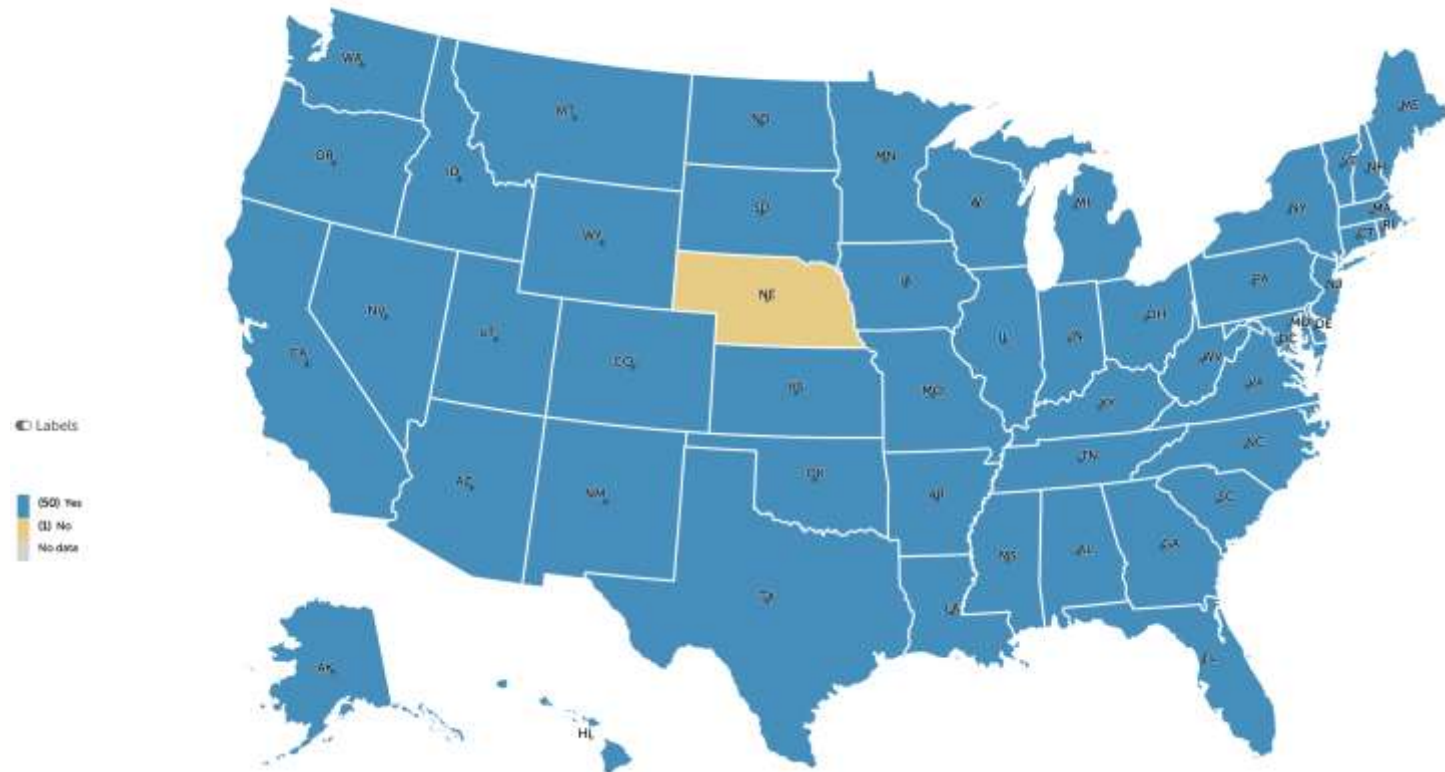 WA
MT
ND
MN
ME
OR
ID
SD
WI
MI
VT
NH
NY
MA
CT
RI
WY
NE
IA
PA
NJ
NV
UT
CO
IL
IN
OH
MD
DE
DC
WV
VA
CA
KS
MO
KY
Labels
AZ
NM
OK
AR
TN
NC
SC
(50) Yes
(1) No
No data
MS
AL
GA
TX
LA
AK
FL
HI